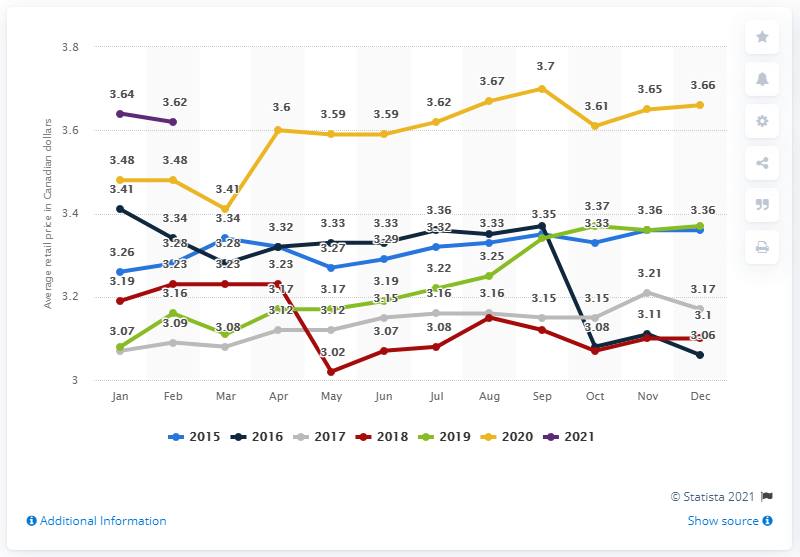 3.8
3.6
3.4
3.2
3
Average retail price in Canadian dollars
3.64 3.62 3.6 3.59 3.59 3.62 3.67 3.7 3.61 3.65 3.66
3.48 3.48 3.41
3.41 3.34 3.34 3.32 3.33 3.33 3.36 3.33 3.35 3.37 3.36 3.36
3.26 3.28 3.28 3.27 3.29 3.32 3.33
3.19 3.23 3.23 3.23 3.19 3.22 3.25 3.21
3.16 3.17 3.17 3.15 3.16 3.16 3.15 3.15 3.17
3.07 3.09 3.08 3.12 3.12 3.07 3.08 3.08 3.11 3.1
3.02 3.06
Jan Feb Mar Apr May Jun Jul Aug Sep Oct Nov Dec
2015 2016 2017 2018 2019 2020 2021
© Statista 2021
Additional Information
Show source